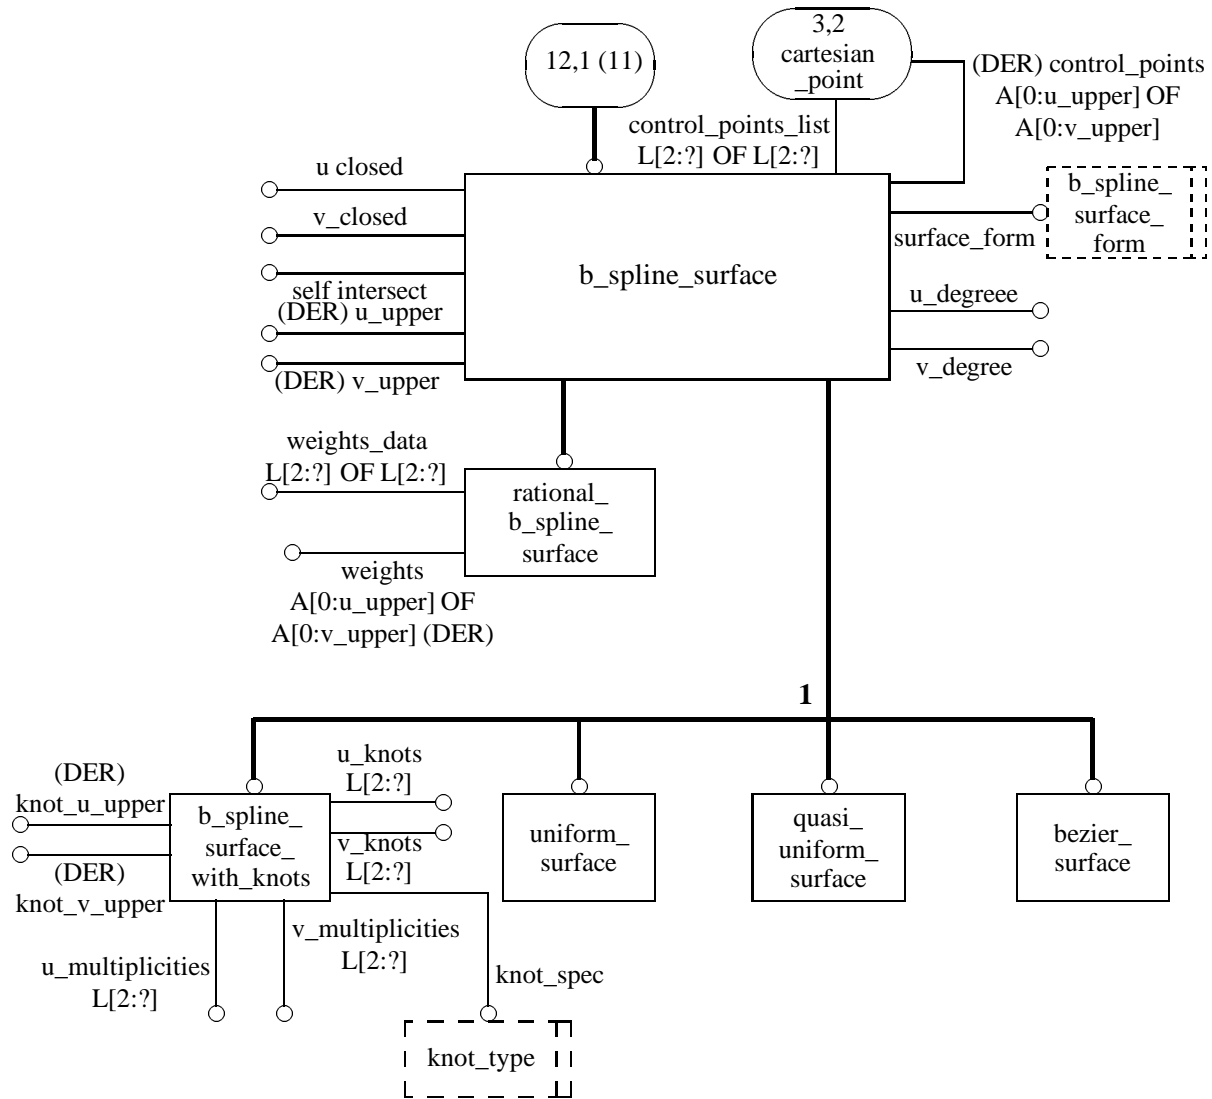 12,1 (11)
3,2
cartesian
_point
(DER) control_points
A[0:u_upper] OF
A[0:v_upper]
control_points_list
L[2:?] OF L[2:?]
u closed
v_closed
self intersect
(DER) u_upper
(DER) v_upper
b_spline_surface
surface_form
b_spline_
surface_
form
u_degreee
v_degree
weights_data
L[2:?] OF L[2:?]
rational_
b_spline_
surface
weights
A[0:u_upper] OF
A[0:v_upper] (DER)
1
(DER)
knot_u_upper
(DER)
knot_v_upper
b_spline_
surface_
with_knots
u_knots
L[2:?]
v_knots
L[2:?]
uniform_
surface
quasi_
uniform_
surface
bezier_
surface
u_multiplicities
L[2:?]
v_multiplicities
L[2:?]
knot_spec
knot_type